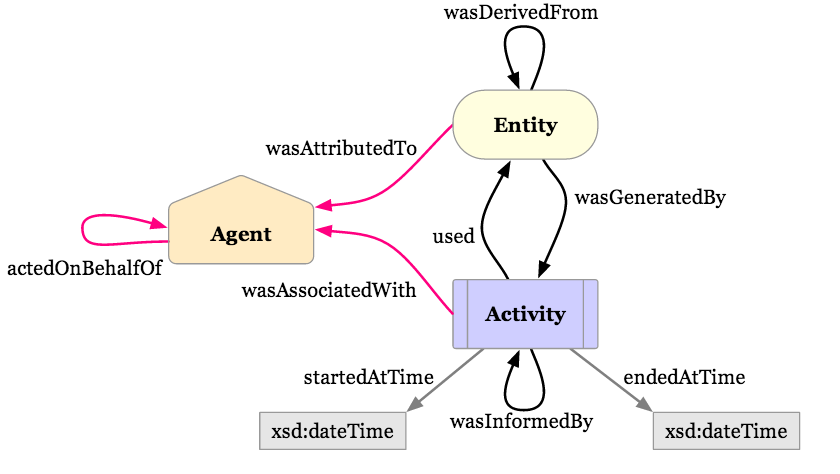 wasDerivedFrom
Entity
wasAttributedTo
wasGeneratedBy
Agent
used
actedOnBehalfOf
wasAssociatedWith
Activity
startedAtTime
endedAtTime
wasInformedBy
xsd:dateTime
xsd:dateTime